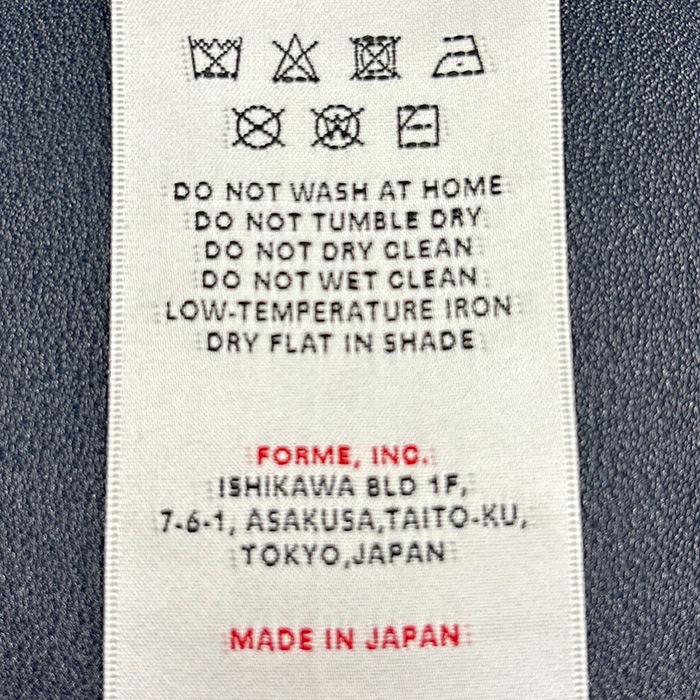 DO NOT WASH AT HOME
DO NOT TUMBLE DRY
DO NOT DRY CLEAN
DO NOT WET CLEAN
LOW-TEMPERATURE IRON
DRY FLAT IN SHADE
FORME, INC.
ISHIKAWA BLD 1F,
7-6-1, ASAKUSA,TAITO-KU,
TOKYO,JAPAN
MADE IN JAPAN